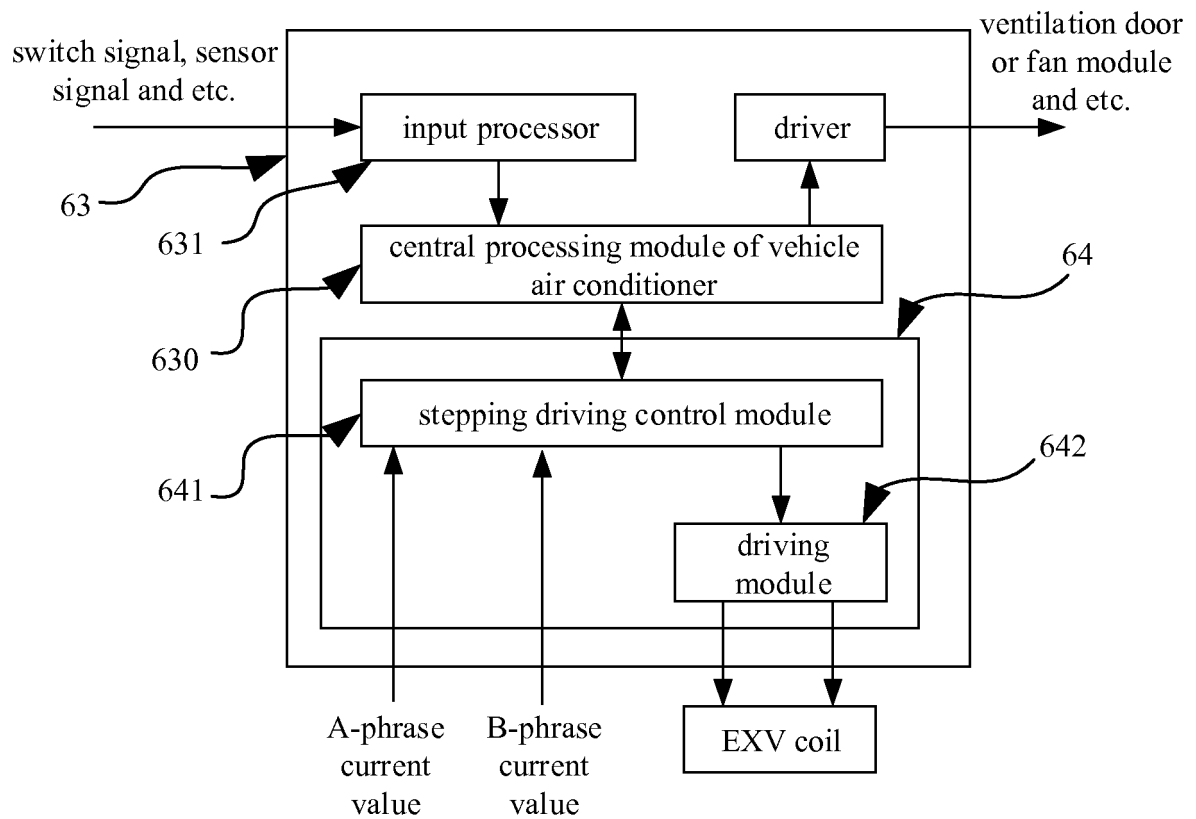 switch signal, sensor
signal and etc.
ventilation door
or fan module
and etc.
input processor
driver
63
631
central processing module of vehicle
air conditioner
64
630
stepping driving control module
641
642
driving
module
A-phrase
current
value
B-phrase
current
value
EXV coil